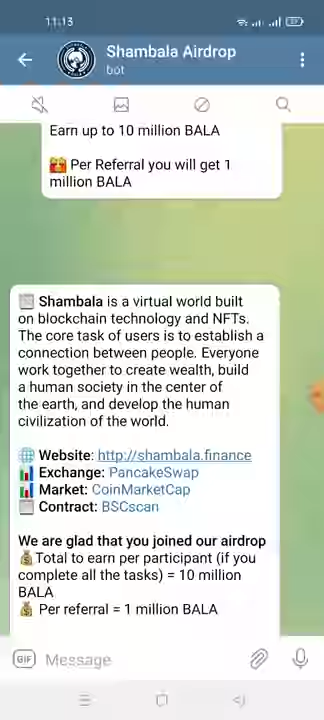 11:13
Shambala Airdrop
bot
Earn up to 10 million BALA
🎁 Per Referral you will get 1
million BALA
Shambala is a virtual world built
on blockchain technology and NFTs.
The core task of users is to establish a
connection between people. Everyone
work together to create wealth, build
a human society in the center of
the earth, and develop the human
civilization of the world.
🌐 Website: http://shambala.finance
📊 Exchange: PancakeSwap
📊 Market: CoinMarketCap
Contract: BSCscan
We are glad that you joined our airdrop
💰Total to earn per participant (if you
complete all the tasks) = 10 million
BALA
💰 Per referral = 1 million BALA
GIF Message